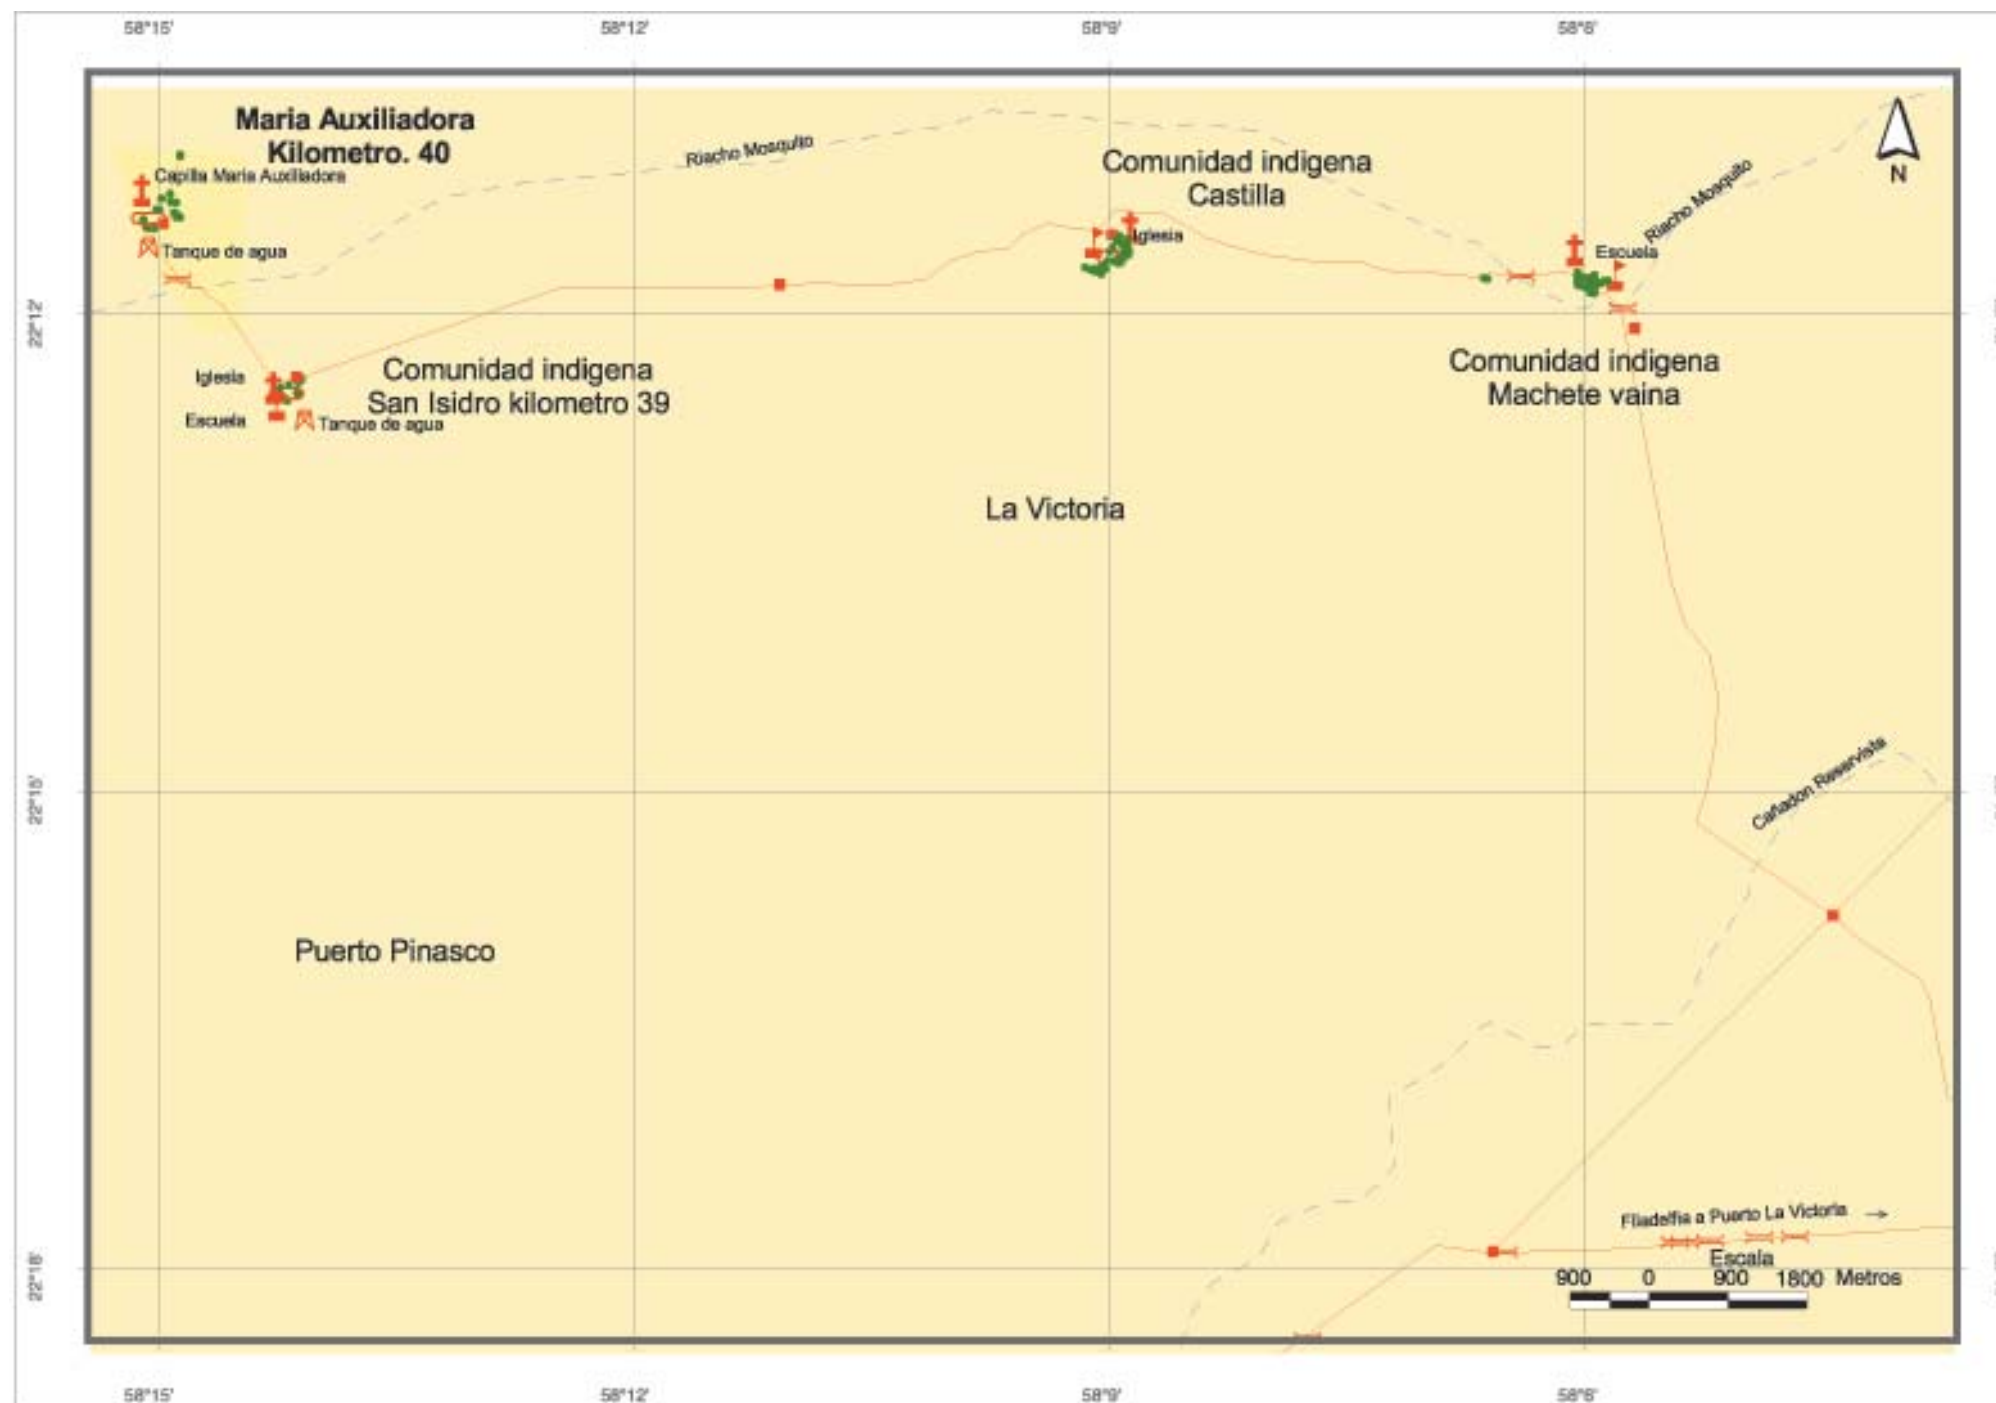 58°15'
58°12'
58°9'
58°6'
Maria Auxiliadora
Kilometro. 40
Capilla Maria Auxiliadora
Tanque de agua
Riacho Mosquito
Comunidad indigena
Castilla
Iglesia
Riacho Mosquito
N
Escuela
22°12'
Iglesia
Escuela
Comunidad indigena
San Isidro kilometro 39
Tanque de agua
Comunidad indigena
Machete vaina
La Victoria
22°15'
Cañadon Reservista
Puerto Pinasco
22°18'
Filadelfia a Puerto La Victoria
Escala
900 0 900 1800 Metros
58°15'
58°12'
58°9'
58°6'